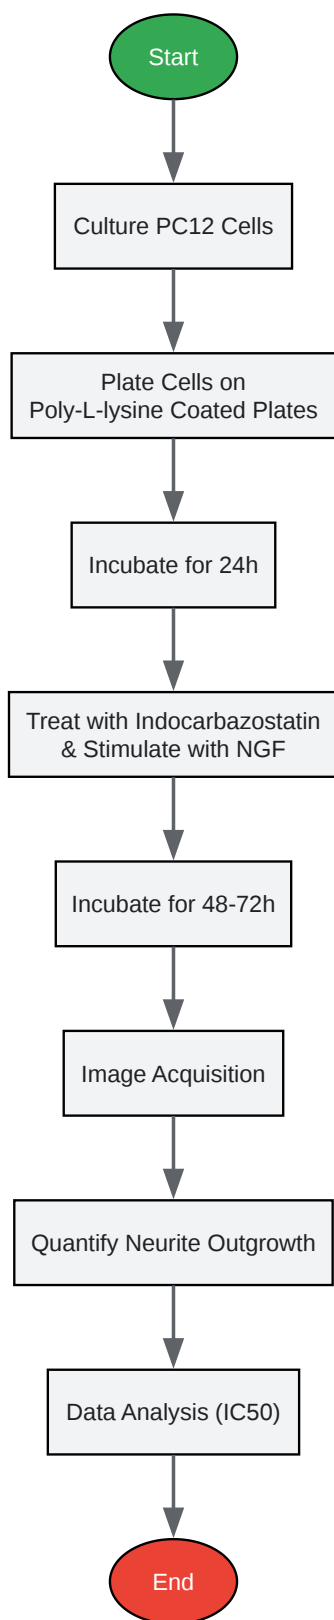 Start
Culture PC12 Cells
Plate Cells on
Poly-L-lysine Coated Plates
Incubate for 24h
Treat with Indocarbazostatin
& Stimulate with NGF
Incubate for 48-72h
Image Acquisition
Quantify Neurite Outgrowth
Data Analysis (IC50)
End